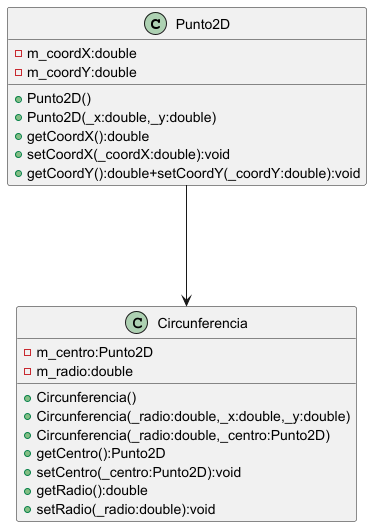 C Punto2D
m_coordX:double
m_coordY:double
Punto2D()
Punto2D(_x:double,_y:double)
getCoordX():double
setCoordX(_coordX:double):void
getCoordY():double+setCoordY(_coordY:double):void
C Circunferencia
m_centro:Punto2D
m_radio:double
Circunferencia()
Circunferencia(_radio:double,_x:double,_y:double)
Circunferencia(_radio:double,_centro:Punto2D)
getCentro():Punto2D
setCentro(_centro:Punto2D):void
getRadio():double
setRadio(_radio:double):void